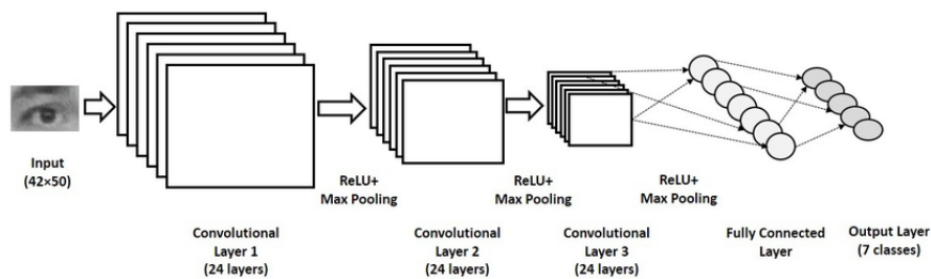 Input
(42×50)
ReLU+
Max Pooling
ReLU+
Max Pooling
ReLU+
Max Pooling
Convolutional
Layer 1
(24 layers)
Convolutional
Layer 2
(24 layers)
Convolutional
Layer 3
(24 layers)
Fully Connected
Layer
Output Layer
(7 classes)